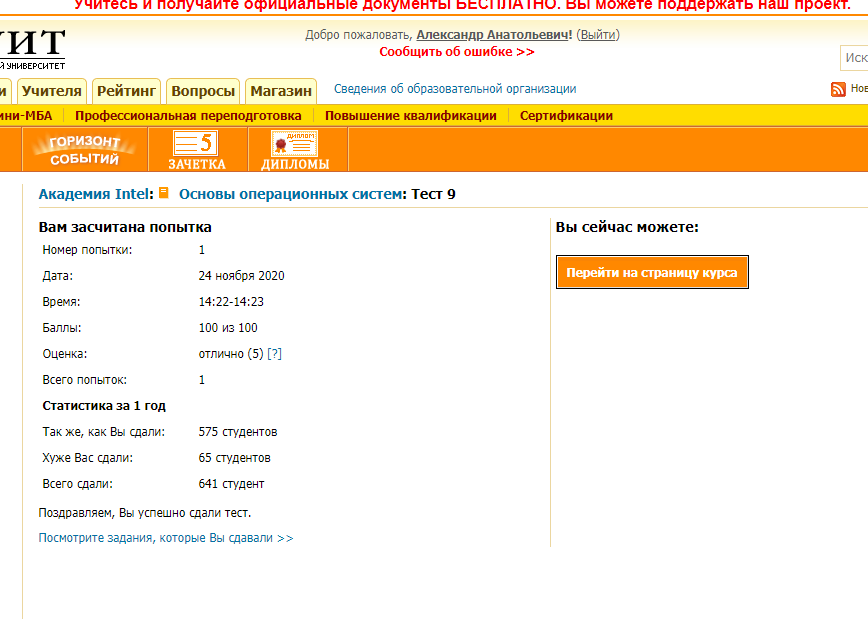 Учитесь и получайте официальные документы БЕСПЛАТНО. Вы можете поддержать наш проект.
УИТ
Й УНИВЕРСИТЕТ
Добро пожаловать, Александр Анатольевич! (Выйти)
Сообщить об ошибке >>
Иск
и Учителя Рейтинг Вопросы Магазин Сведения об образовательной организации Нов
ини-МБА Профессиональная переподготовка Повышение квалификации Сертификации
ГОРИЗОНТ СОБЫТИЙ
5 ЗАЧЕТКА
ДИПЛОМ ДИПЛОМЫ
Академия Intel: Основы операционных систем: Тест 9
Вам засчитана попытка
Номер попытки: 1
Дата: 24 ноября 2020
Время: 14:22-14:23
Баллы: 100 из 100
Оценка: отлично (5) [?]
Всего попыток: 1
Статистика за 1 год
Так же, как Вы сдали: 575 студентов
Хуже Вас сдали: 65 студентов
Всего сдали: 641 студент
Поздравляем, Вы успешно сдали тест.
Посмотрите задания, которые Вы сдавали >>
Вы сейчас можете:
Перейти на страницу курса